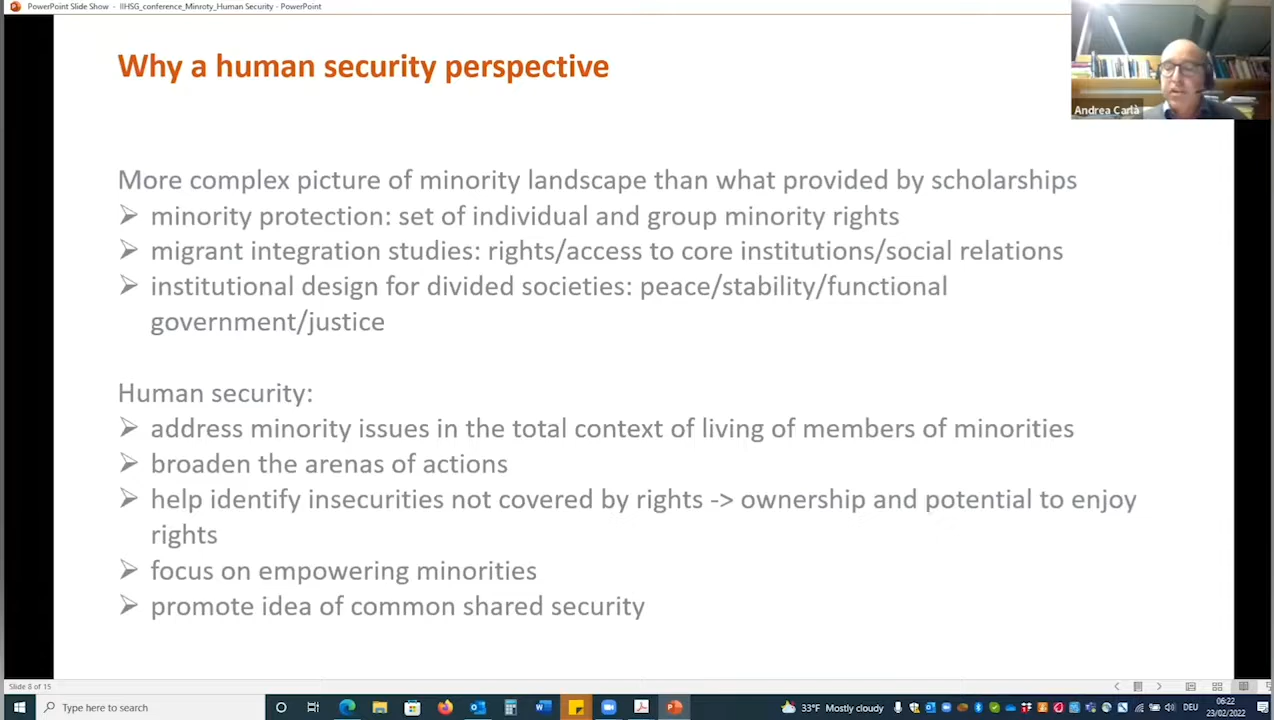 PowerPoint Slide Show - IIHSG_conference_Minroty_Human Security - PowerPoint
Why a human security perspective
Andrea Carlà
More complex picture of minority landscape than what provided by scholarships
➢ minority protection: set of individual and group minority rights
➢ migrant integration studies: rights/access to core institutions/social relations
➢ institutional design for divided societies: peace/stability/functional
government/justice
Human security:
➢ address minority issues in the total context of living of members of minorities
➢ broaden the arenas of actions
➢ help identify insecurities not covered by rights -> ownership and potential to enjoy
rights
➢ focus on empowering minorities
➢ promote idea of common shared security
Slide 8 of 15
Type here to search
33°F Mostly cloudy
DEU
06:22
23/02/2022